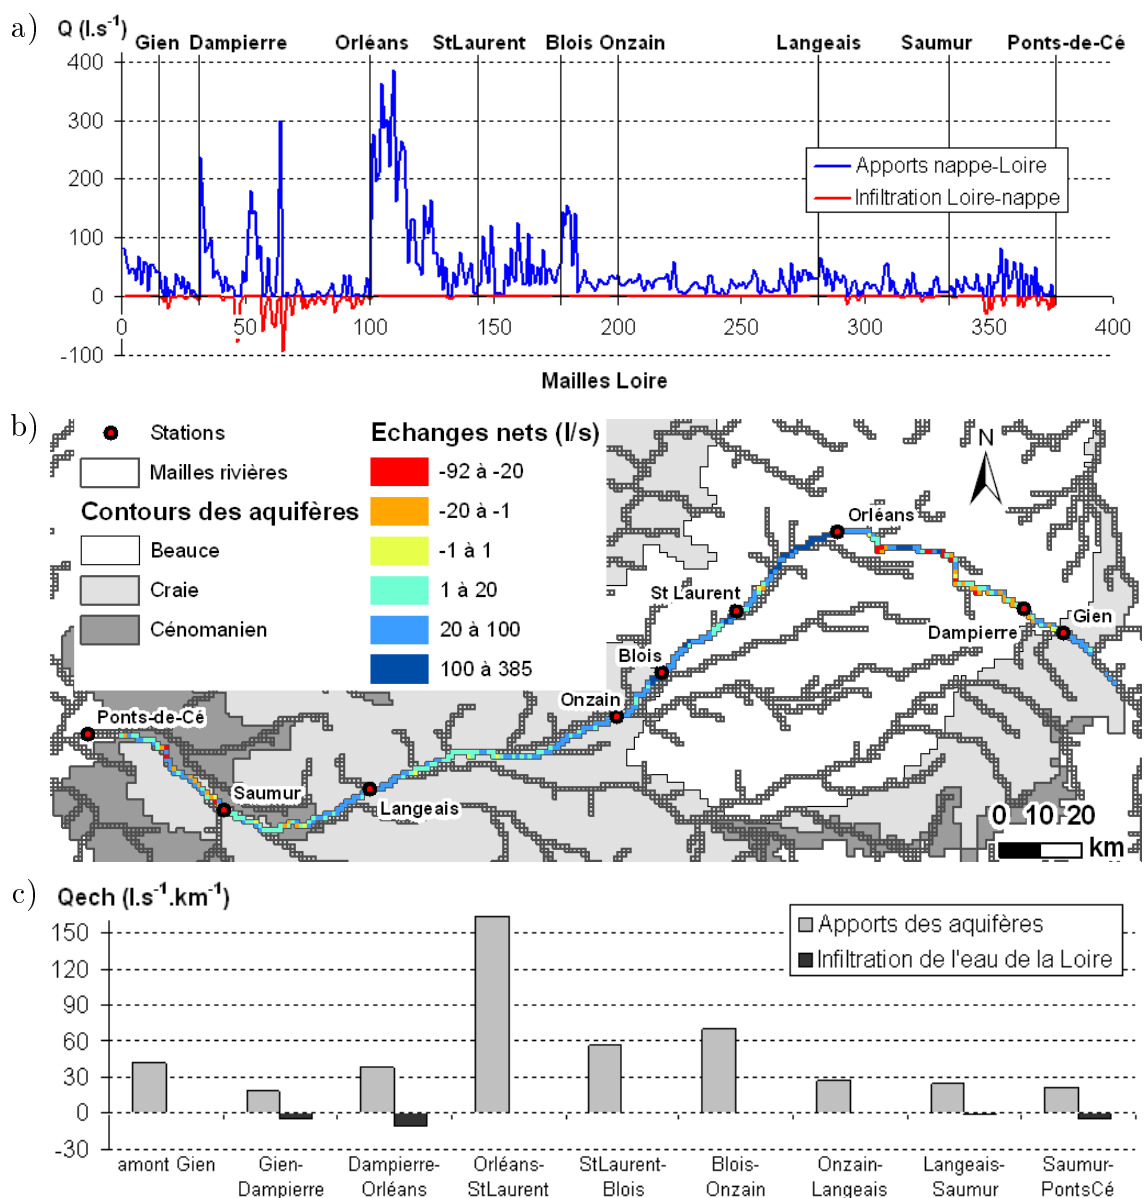 a)
Q (l.s-1)
Gien Dampierre Orléans StLaurent Blois Onzain Langeais Saumur Ponts-de-Cé
400
300
200
100
0
-100
Apports nappe-Loire
Infiltration Loire-nappe
0 50 100 150 200 250 300 350 400
Mailles Loire
b)
Stations
Mailles rivières
Contours des aquifères
Beauce
Craie
Cénomanien
Echanges nets (l/s)
-92 à -20
-20 à -1
-1 à 1
1 à 20
20 à 100
100 à 385
N
Orléans
St Laurent
Gien
Dampierre
Blois
Onzain
Ponts-de-Cé
Saumur
Langeais
0 10 20
km
c)
Qech (l.s-1.km-1)
150
120
90
60
30
0
-30
Apports des aquifères
Infiltration de l'eau de la Loire
amont Gien
Gien-
Dampierre
Dampierre-
Orléans
Orléans-
StLaurent
StLaurent-
Blois
Blois-
Onzain
Onzain-
Langeais
Langeais-
Saumur
Saumur-
PontsCé